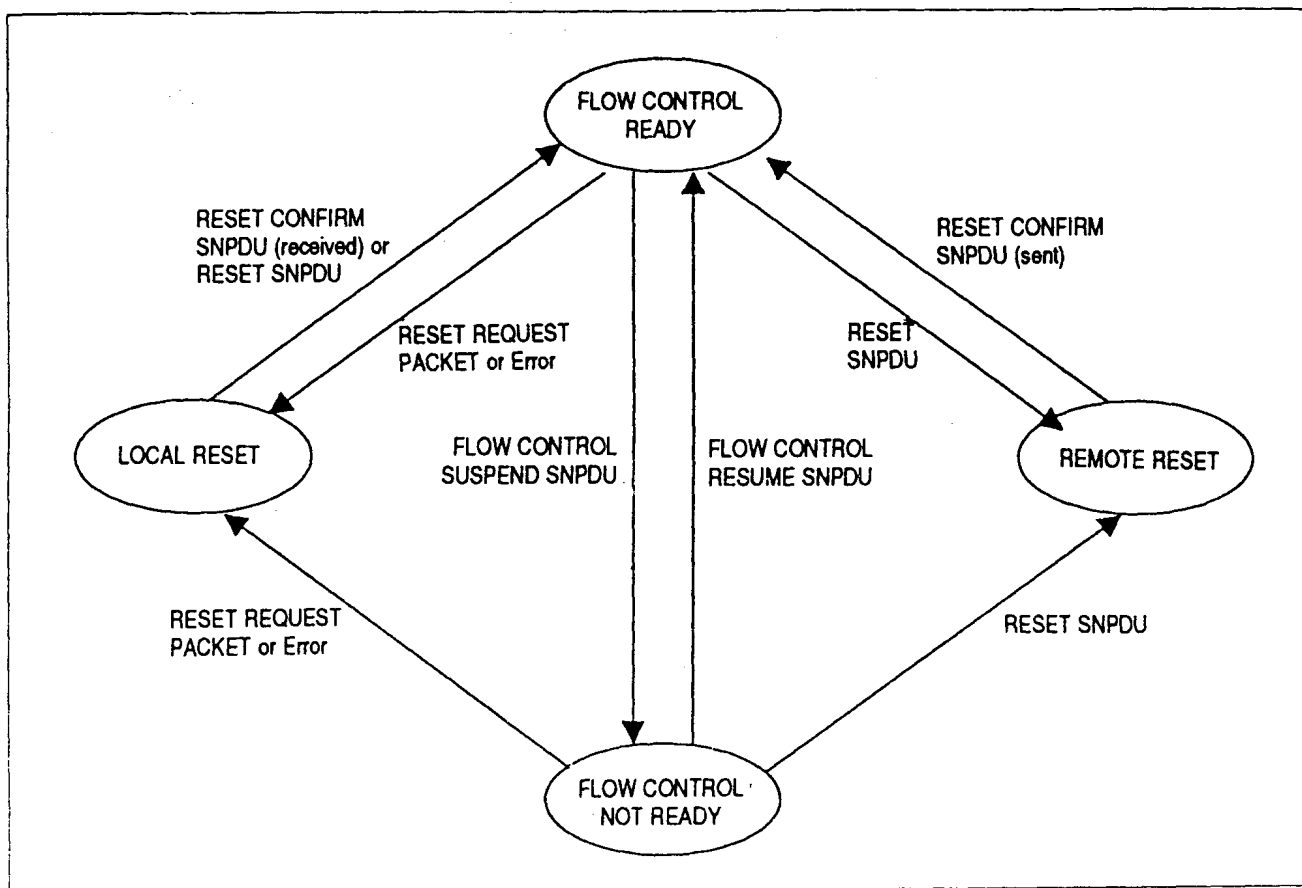 FLOW CONTROL
READY
RESET CONFIRM
SNPDU (received) or
RESET SNPDU
RESET CONFIRM
SNPDU (sent)
RESET REQUEST
PACKET or Error
RESET
SNPDU
LOCAL RESET
FLOW CONTROL
SUSPEND SNPDU
FLOW CONTROL
RESUME SNPDU
REMOTE RESET
RESET REQUEST
PACKET or Error
RESET SNPDU
FLOW CONTROL
NOT READY